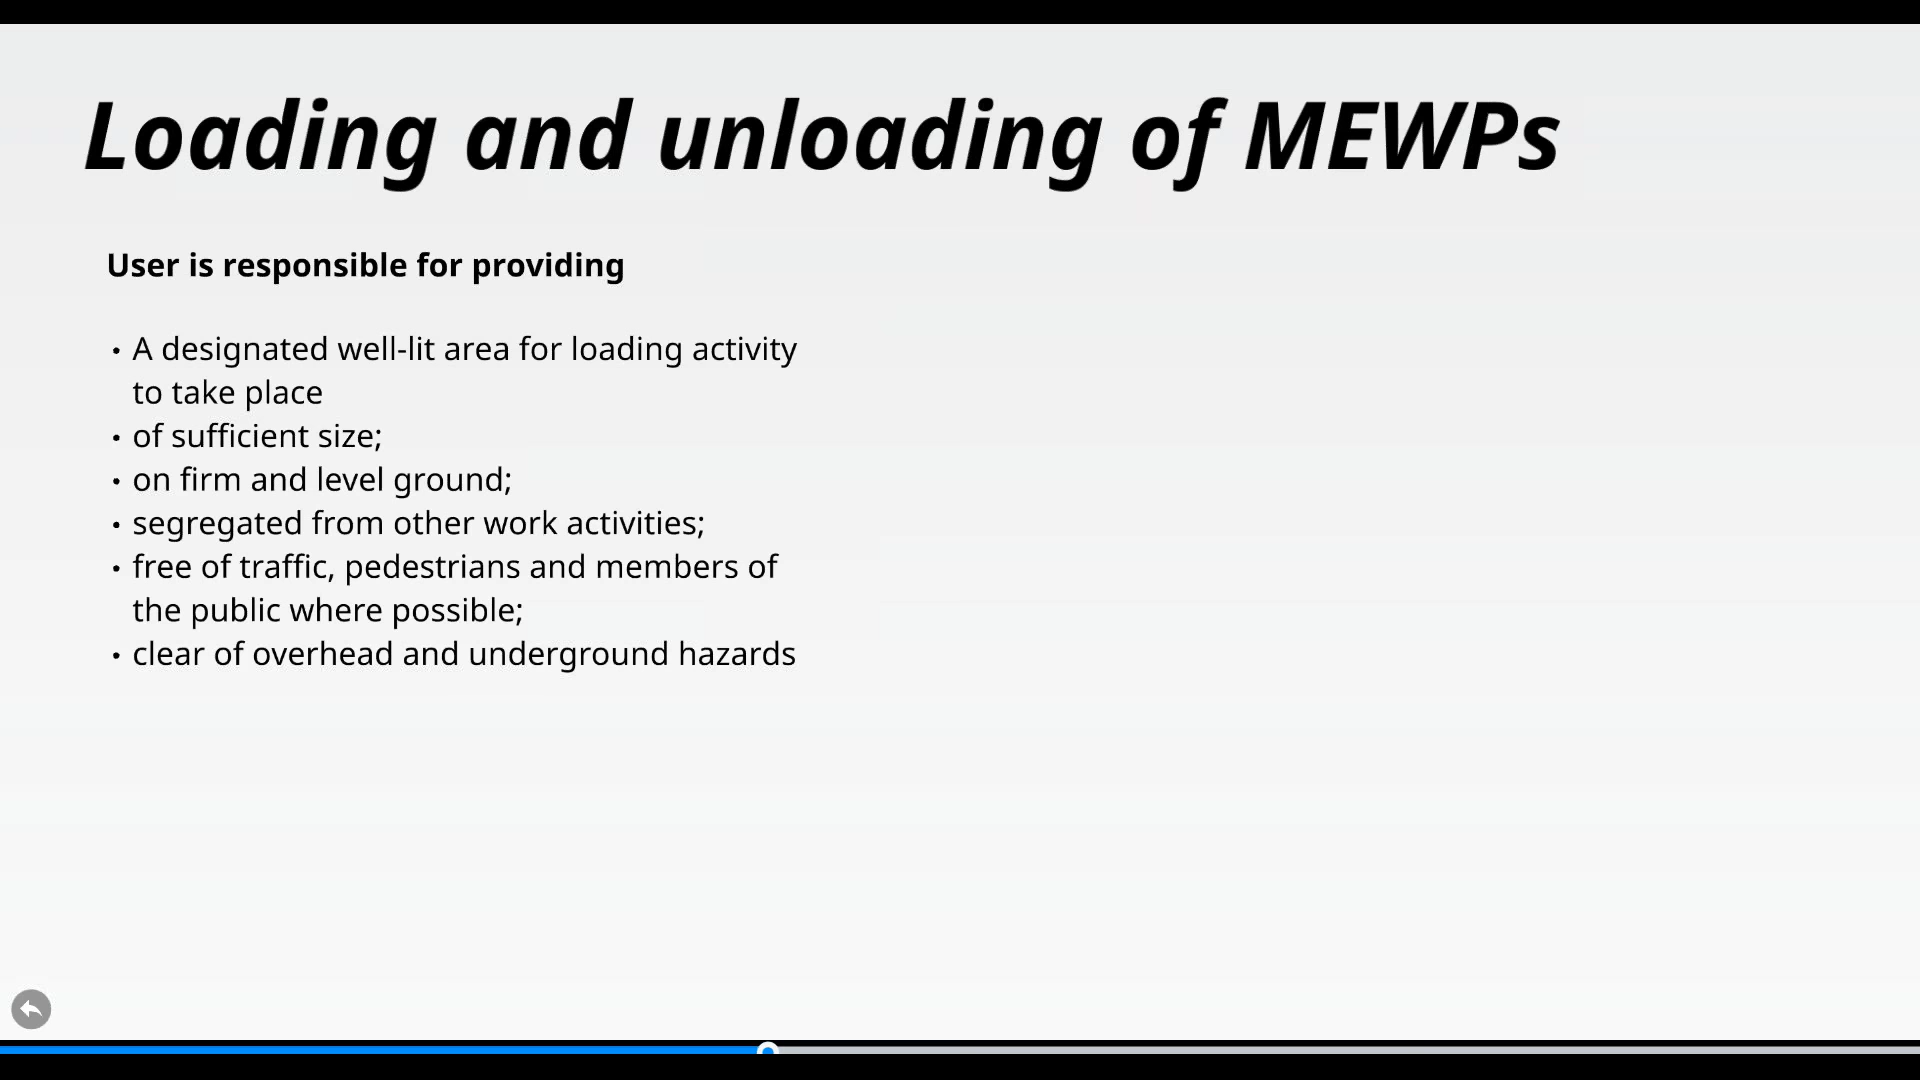 Loading and unloading of MEWPs
User is responsible for providing
• A designated well-lit area for loading activity
to take place
• of sufficient size;
• on firm and level ground;
• segregated from other work activities;
• free of traffic, pedestrians and members of
the public where possible;
• clear of overhead and underground hazards